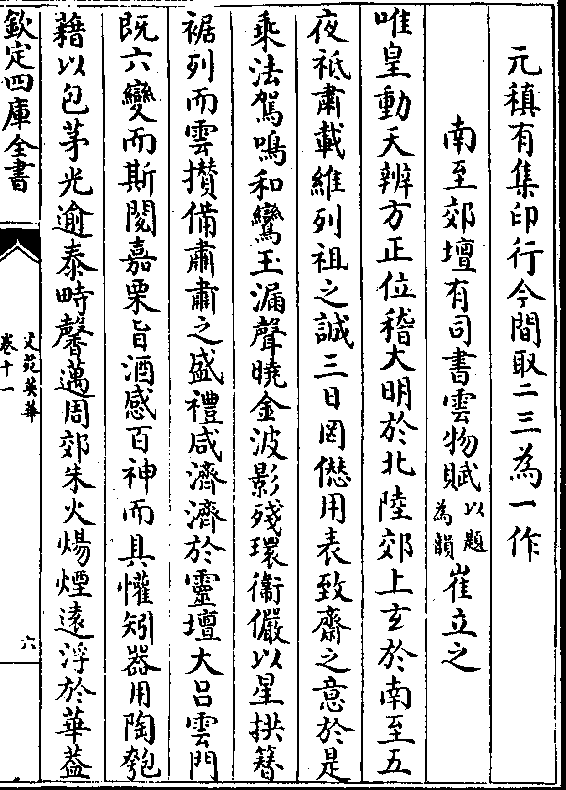 元稹有集印行今間取二三為一作
南至郊壇有司書雲物賦以題為韻崔立之
唯皇動天辨方正位稽大明於北陸郊上玄於南至五
夜祇肅載維列祖之誠三日罔愆用表致齋之意於是
乘法駕鳴和鸞玉漏聲曉金波影殘環衛儼以星拱簪
裾列而雲攢備肅肅之盛禮咸濟濟於靈壇大吕雲門
既六變而斯閱嘉栗旨酒感百神而具懽矧器用陶匏
藉以包茅光逾泰畤馨邁周郊朱火煬煙逺浮於華葢
欽定四庫全書
文苑英華
卷十一
六